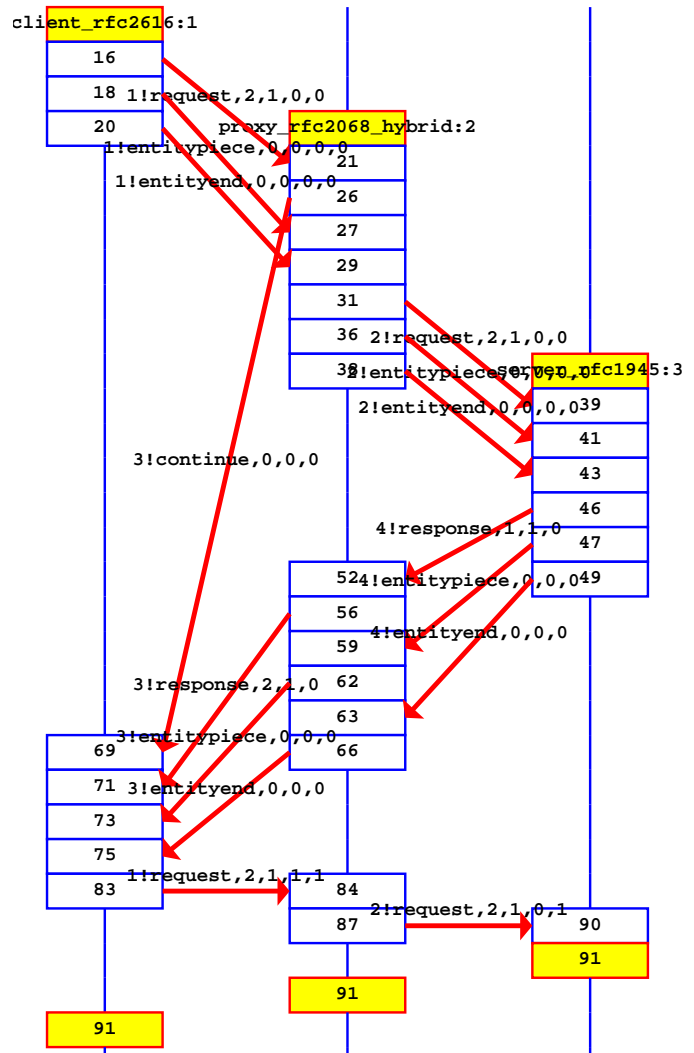 client_rfc2616:1
16
18
1!request,2,1,0,0
20
proxy_rfc2068_hybrid:2
1!entitypiece,0,0,0,0
21
1!entityend,0,0,0,0
26
27
29
31
36
2!request,2,1,0,0
38
2!entitypiece,0,0,0,0
server_rfc1945:3
39
2!entityend,0,0,0,0
41
3!continue,0,0,0
43
46
4!response,1,1,0
47
52
4!entitypiece,0,0,0
49
56
4!entityend,0,0,0
59
3!response,2,1,0
62
63
3!entitypiece,0,0,0
69
66
71
3!entityend,0,0,0
73
75
1!request,2,1,1,1
83
84
2!request,2,1,0,1
87
90
91
91
91